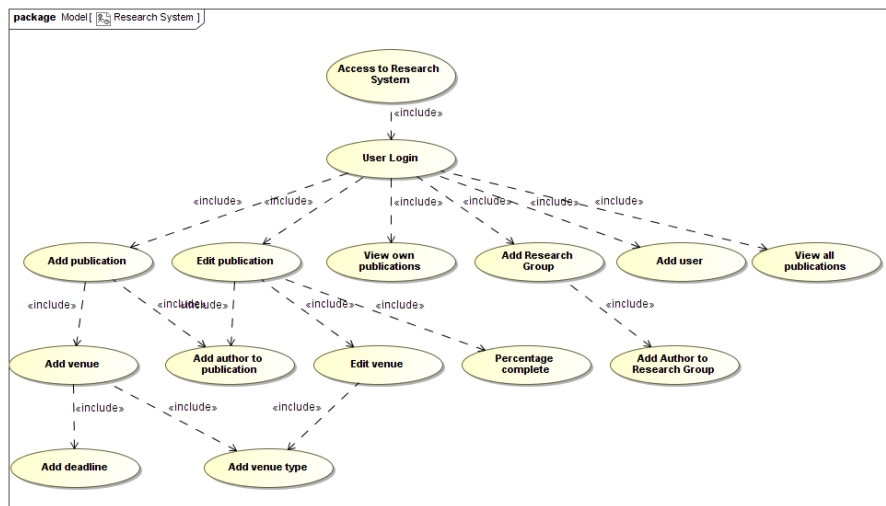 package Model [ Research System ]
Access to Research
System
«include»
User Login
«include» «include» «include» «include» «include» «include»
Add publication
Edit publication
View own
publications
Add Research
Group
Add user
View all
publications
«include» «include» «include» «include» «include» «include»
Add venue
Add author to
publication
Edit venue
Percentage
complete
Add Author to
Research Group
«include» «include» «include»
Add deadline
Add venue type